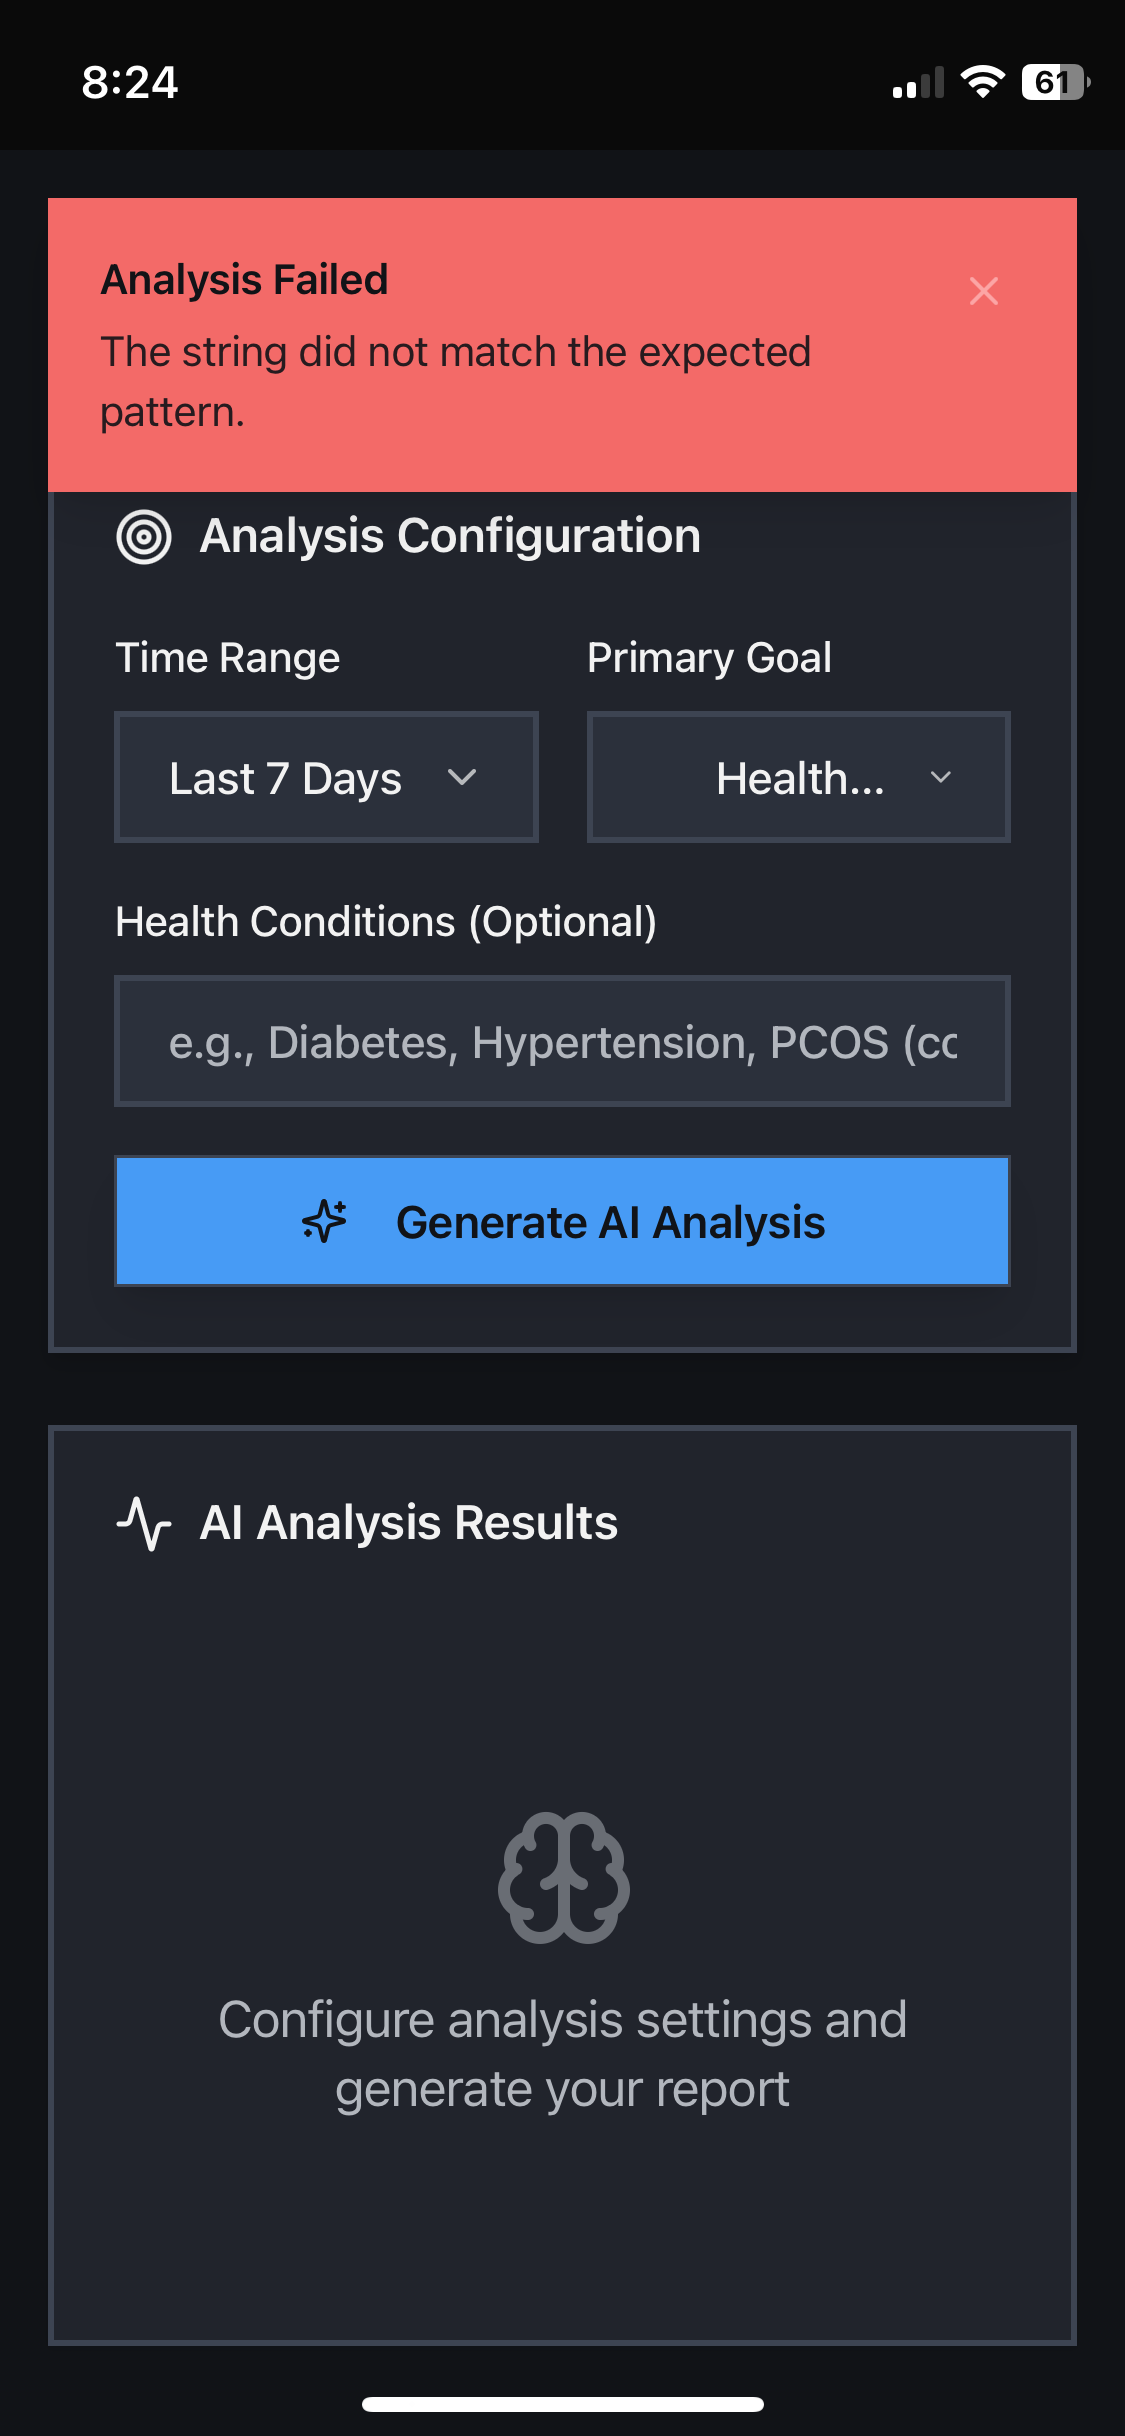 8:24
61
Analysis Failed
The string did not match the expected
pattern.
Analysis Configuration
Time Range
Primary Goal
Last 7 Days
Health...
Health Conditions (Optional)
e.g., Diabetes, Hypertension, PCOS (cc
Generate AI Analysis
AI Analysis Results
Configure analysis settings and
generate your report